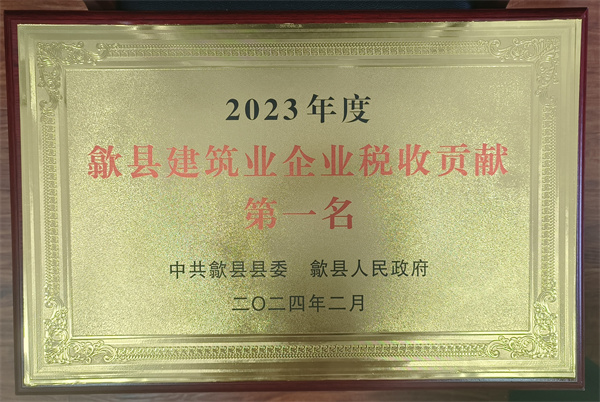 2023年度
歙县建筑业企业税收贡献
第一名
中共歙县县委 歙县人民政府
二〇二四年二月